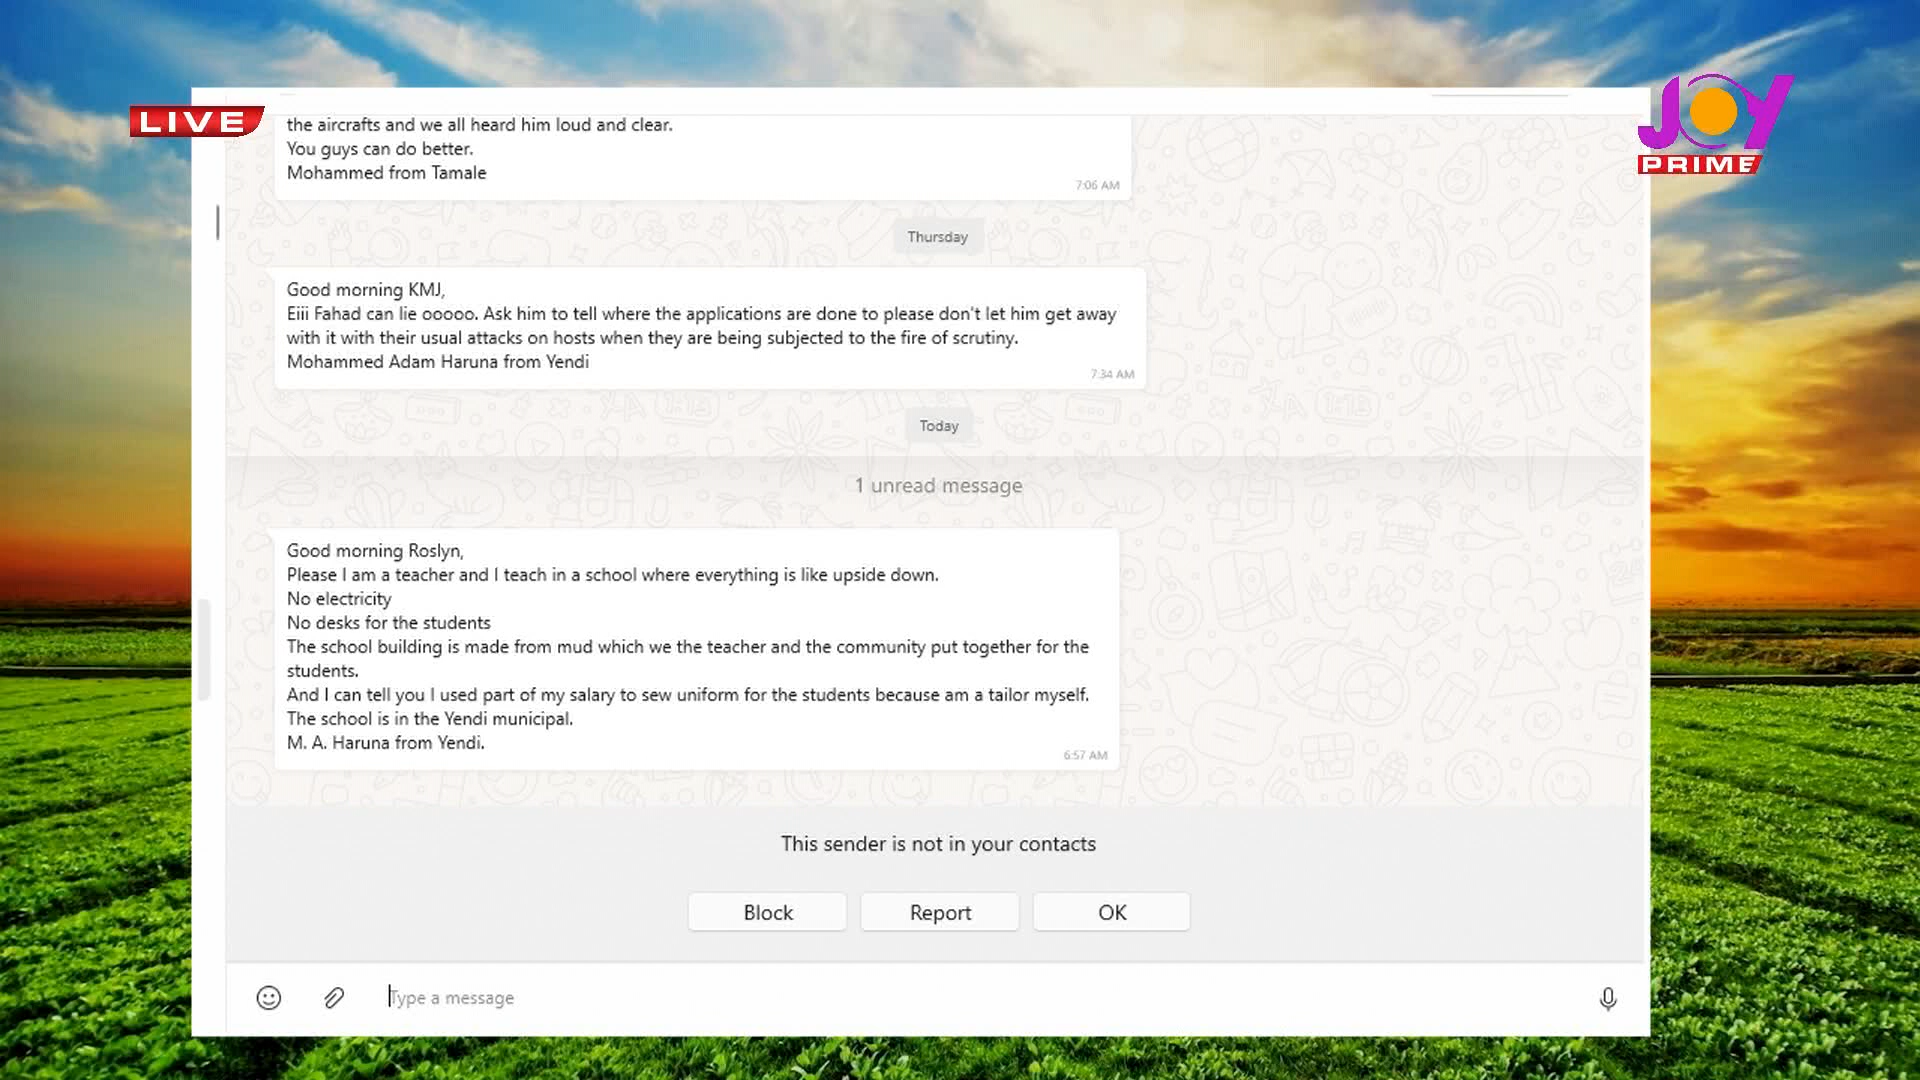 LIVE
JOY
PRIME
the aircrafts and we all heard him loud and clear.
You guys can do better.
Mohammed from Tamale
7:06 AM
Thursday
Good morning KMJ,
Eiii Fahad can lie ooooo. Ask him to tell where the applications are done to please don't let him get away
with it with their usual attacks on hosts when they are being subjected to the fire of scrutiny.
Mohammed Adam Haruna from Yendi
7:34 AM
Today
1 unread message
Good morning Roslyn,
Please I am a teacher and I teach in a school where everything is like upside down.
No electricity
No desks for the students
The school building is made from mud which we the teacher and the community put together for the
students.
And I can tell you I used part of my salary to sew uniform for the students because am a tailor myself.
The school is in the Yendi municipal.
M. A. Haruna from Yendi.
6:57 AM
This sender is not in your contacts
Block Report OK
Type a message